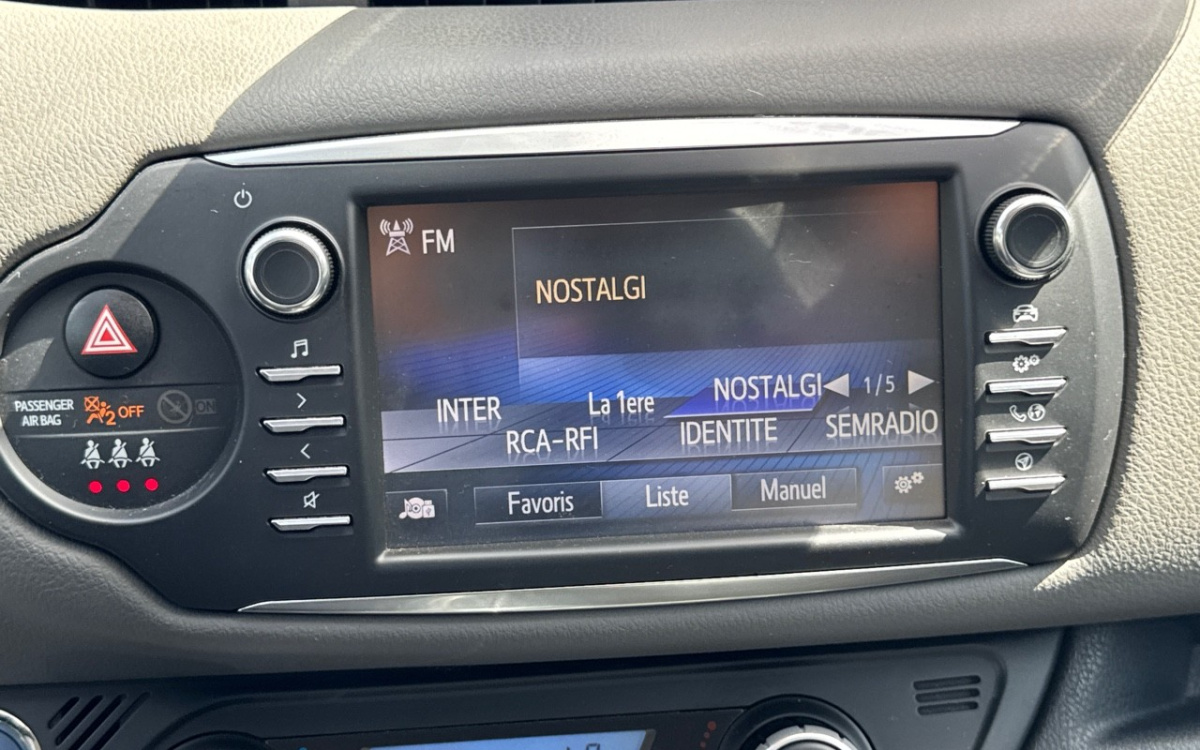 FM
NOSTALGI
PASSENGER
AIR BAG
2 OFF
ON
INTER La 1ere NOSTALGI 1/5
RCA-RFI IDENTITE SEMRADIO
Favoris Liste Manuel